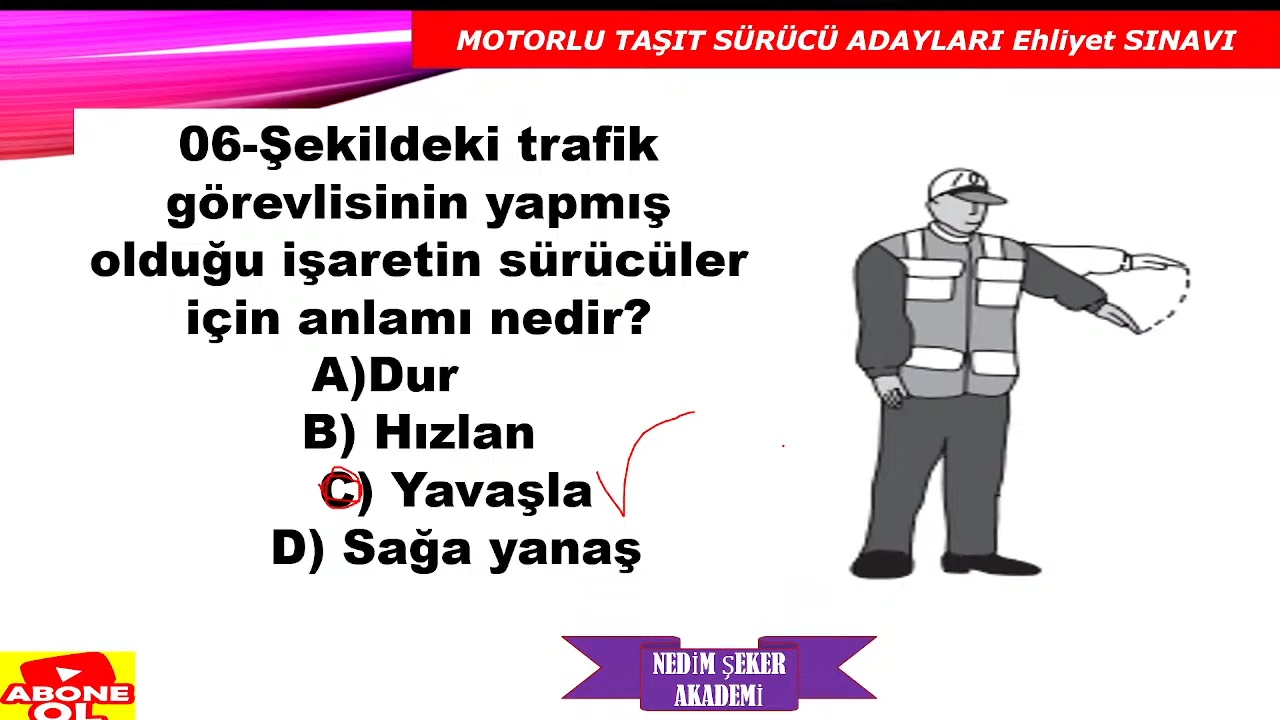 MOTORLU TAŞIT SÜRÜCÜ ADAYLARI Ehliyet SINAVI
06-Şekildeki trafik
görevlisinin yapmış
olduğu işaretin sürücüler
için anlamı nedir?
A)Dur
B) Hızlan
C) Yavaşla
D) Sağa yanaş
NEDİM ŞEKER
AKADEMİ
ABONE
OL